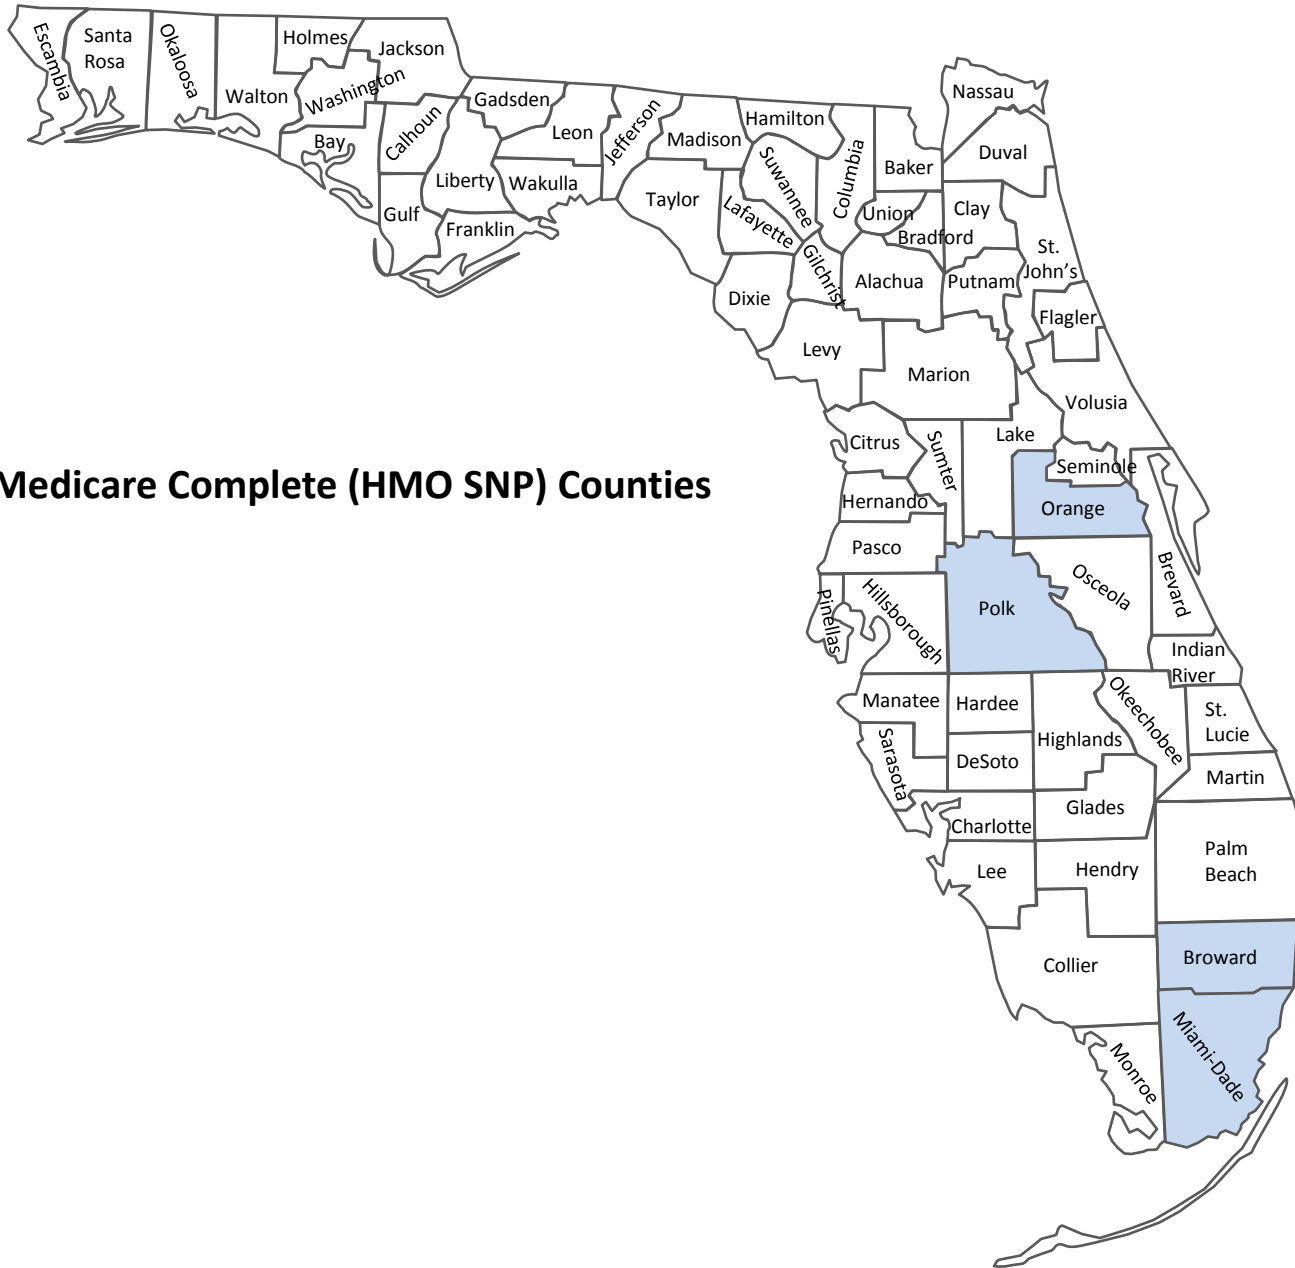 Escambia
Santa
Rosa
Okaloosa
Walton
Holmes
Jackson
Washington
Bay
Calhoun
Gadsden
Leon
Jefferson
Madison
Hamilton
Suwannee
Columbia
Baker
Nassau
Duval
Liberty
Wakulla
Gulf
Franklin
Taylor
Lafayette
Union
Bradford
Clay
St.
John's
Gilchrist
Alachua
Putnam
Dixie
Flagler
Levy
Marion
Volusia
Citrus
Sumter
Lake
Seminole
Medicare Complete (HMO SNP) Counties
Hernando
Orange
Pasco
Pinellas
Hillsborough
Polk
Osceola
Brevard
Indian
River
Manatee
Hardee
Highlands
Okeechobee
St.
Lucie
Sarasota
DeSoto
Martin
Charlotte
Glades
Lee
Hendry
Palm
Beach
Collier
Broward
Monroe
Miami-Dade